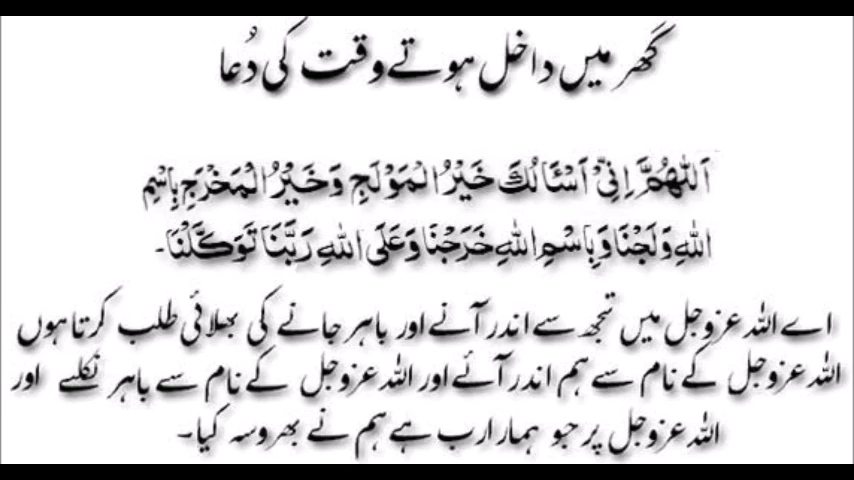 گھر میں داخل ہوتے وقت کی دُعا
اَللّٰھُمَّ اِنِّیْ اَسْئَالُكَ خَیْرُ الْمَوْلَجِ وَخَیْرُ الْمَخْرَجِ بِاسْمِ
اللّٰهِ وَلَجْنَا وَبِاسْمِ اللّٰهِ خَرَجْنَا وَعَلَی اللّٰهِ رَبَّنَا تَوَکَّلْنَا۔
اے اللہ عزوجل میں تجھ سے اندر آنے اور باہر جانے کی بھلائی طلب کرتا ہوں
اللہ عزوجل کے نام سے ہم اندر آئے اور اللہ عزوجل کے نام سے باہر نکلے اور
اللہ عزوجل پر جو ہمارا رب ہے ہم نے بھروسہ کیا۔